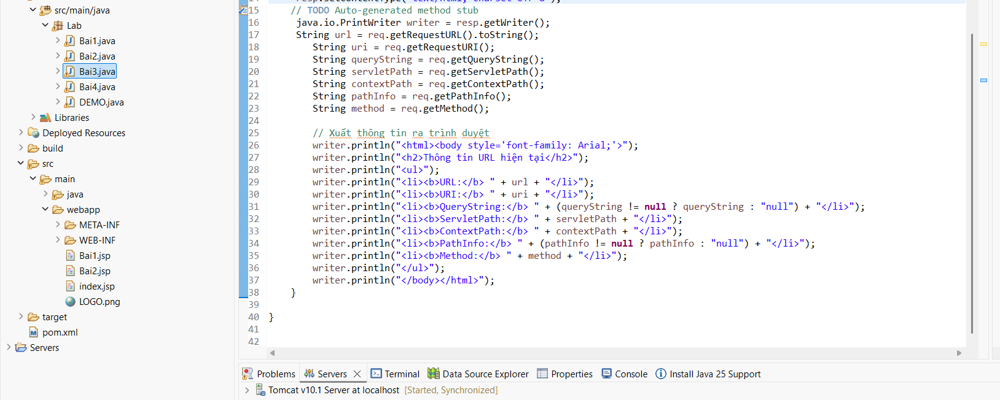 src/main/java
Lab
Bai1.java
Bai2.java
Bai3.java
Bai4.java
DEMO.java
Libraries
Deployed Resources
build
src
main
java
webapp
META-INF
WEB-INF
Bai1.jsp
Bai2.jsp
index.jsp
LOGO.png
target
pom.xml
Servers
15 // TODO Auto-generated method stub
16 java.io.PrintWriter writer = resp.getWriter();
17 String url = req.getRequestURL().toString();
18 String uri = req.getRequestURI();
19 String queryString = req.getQueryString();
20 String servletPath = req.getServletPath();
21 String contextPath = req.getContextPath();
22 String pathInfo = req.getPathInfo();
23 String method = req.getMethod();
24
25 // Xuất thông tin ra trình duyệt
26 writer.println("<html><body style='font-family: Arial;'>");
27 writer.println("<h2>Thông tin URL hiện tại</h2>");
28 writer.println("<ul>");
29 writer.println("<li><b>URL:</b> " + url + "</li>");
30 writer.println("<li><b>URI:</b> " + uri + "</li>");
31 writer.println("<li><b>QueryString:</b> " + (queryString != null ? queryString : "null") + "</li>");
32 writer.println("<li><b>ServletPath:</b> " + servletPath + "</li>");
33 writer.println("<li><b>ContextPath:</b> " + contextPath + "</li>");
34 writer.println("<li><b>PathInfo:</b> " + (pathInfo != null ? pathInfo : "null") + "</li>");
35 writer.println("<li><b>Method:</b> " + method + "</li>");
36 writer.println("</ul>");
37 writer.println("</body></html>");
38 }
39
40 }
41
42
Problems Servers Terminal Data Source Explorer Properties Console Install Java 25 Support
Tomcat v10.1 Server at localhost [Started, Synchronized]